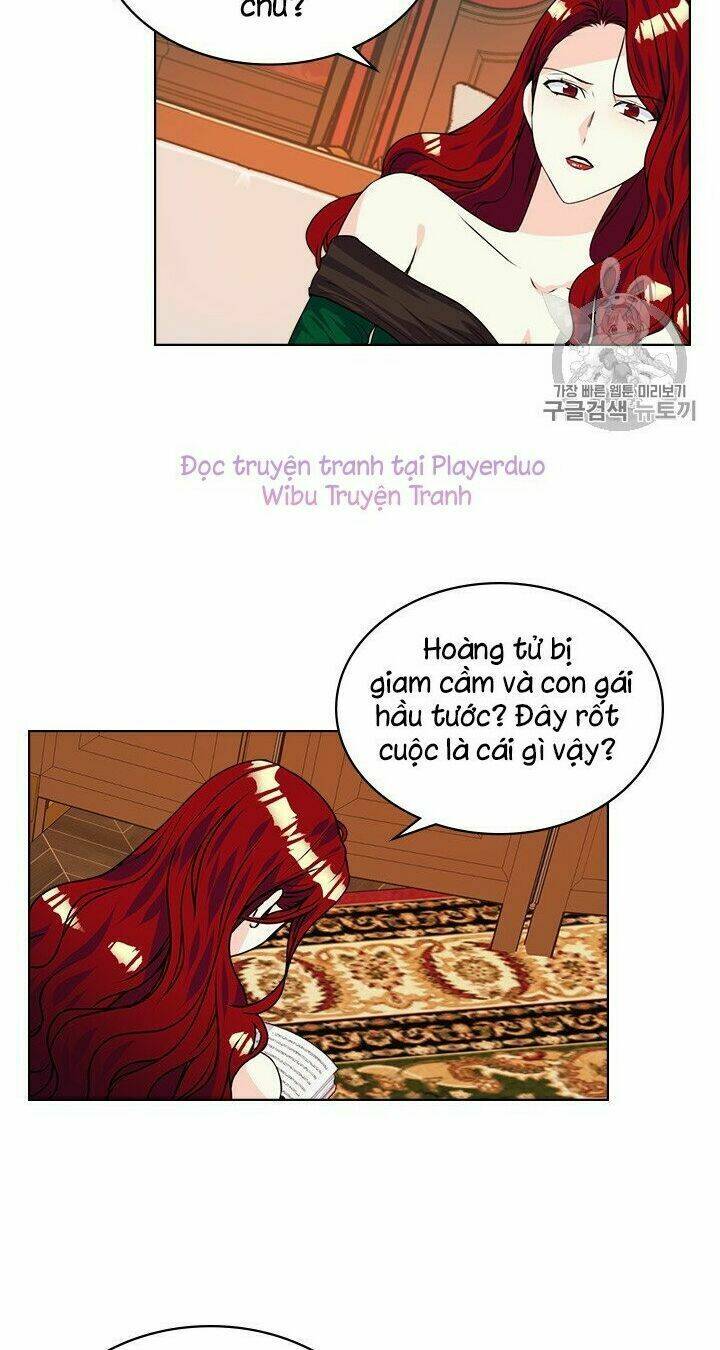 chứ?
가장 빠른 웹툰 미리보기
구글검색 뉴토끼
Đọc truyện tranh tại Playerduo
Wibu Truyện Tranh
Hoàng tử bị
giam cầm và con gái
hầu tước? Đây rốt
cuộc là cái gì vậy?